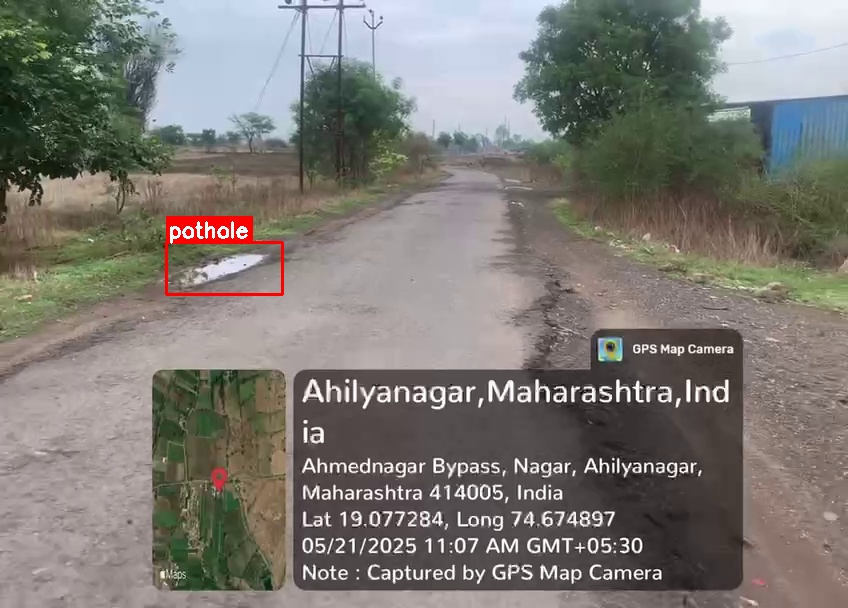 pothole
GPS Map Camera
Ahilyanagar,Maharashtra,Ind
ia
Ahmednagar Bypass, Nagar, Ahilyanagar,
Maharashtra 414005, India
Lat 19.077284, Long 74.674897
05/21/2025 11:07 AM GMT+05:30
Note : Captured by GPS Map Camera
Maps